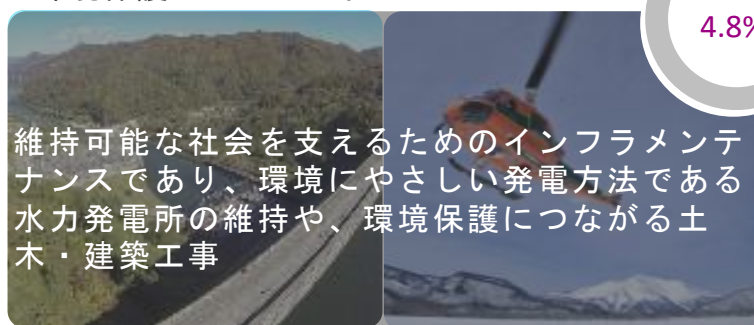 4.8%
維持可能な社会を支えるためのインフラメンテ
ナンスであり、環境にやさしい発電方法である
水力発電所の維持や、環境保護につながる土
木・建築工事